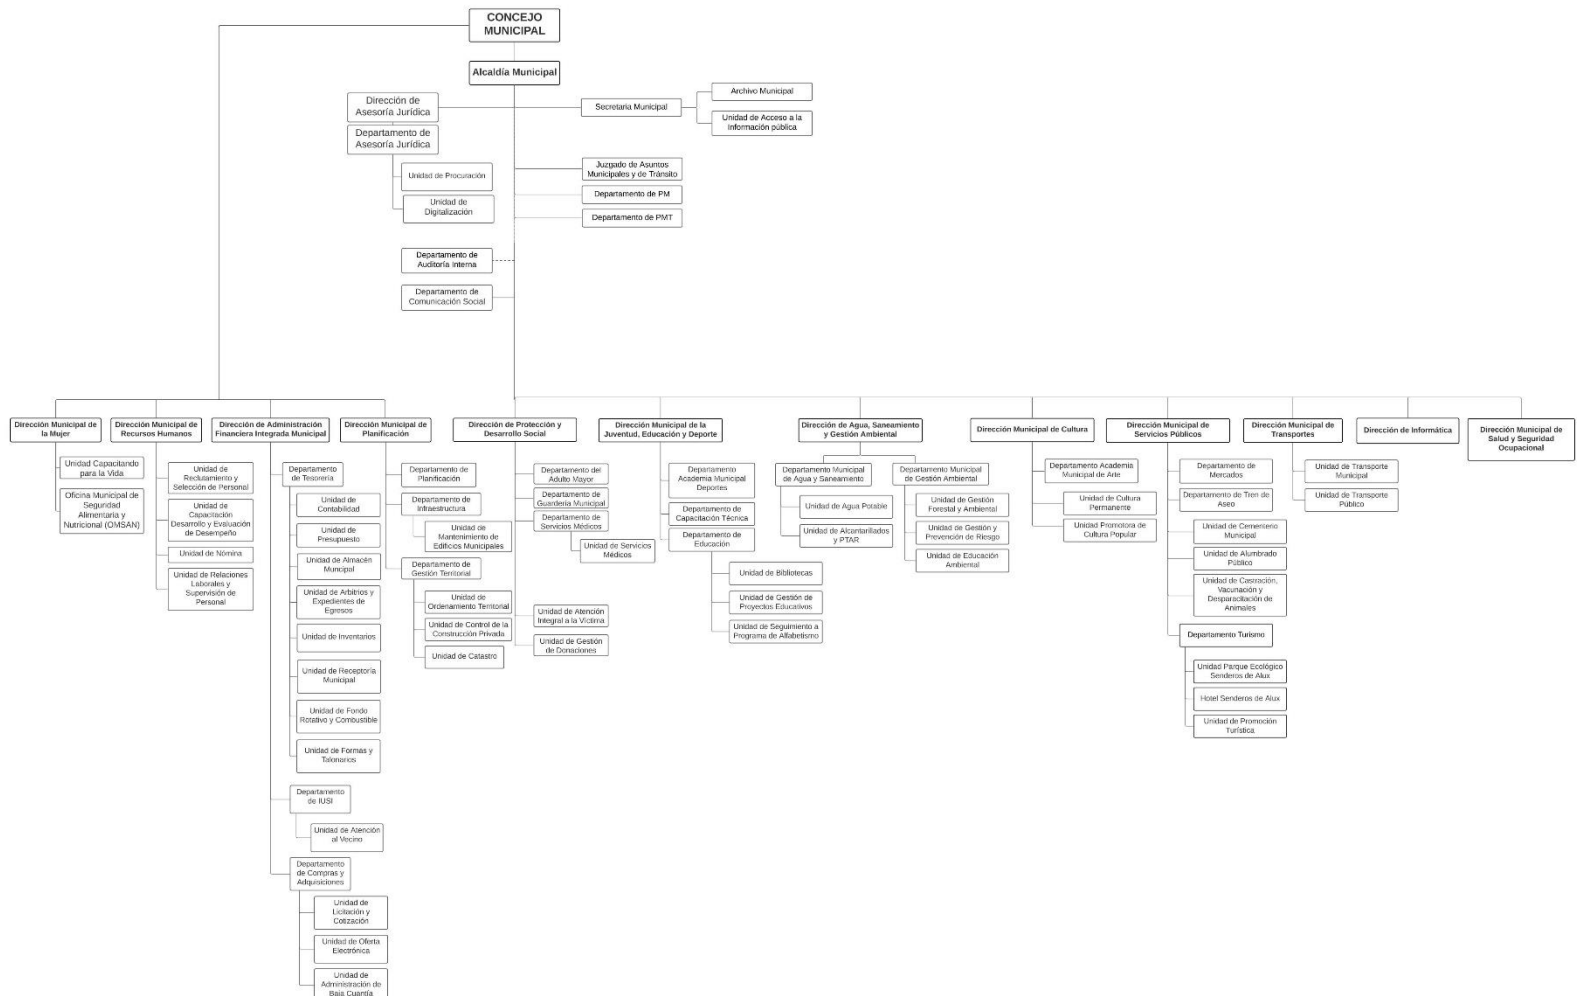 CONCEJO
MUNICIPAL
Alcaldía Municipal
Dirección de
Asesoría Jurídica
Departamento de
Asesoría Jurídica
Unidad de Procuración
Unidad de
Digitalización
Secretaria Municipal
Archivo Municipal
Unidad de Acceso a la
Información pública
Juzgado de Asuntos
Municipales y de Tránsito
Departamento de PM
Departamento de PMT
Departamento de
Auditoría Interna
Departamento de
Comunicación Social
Dirección Municipal de
la Mujer
Unidad Capacitando
para la Vida
Oficina Municipal de
Seguridad
Alimentaria y
Nutricional (OMSAN)
Dirección Municipal de
Recursos Humanos
Unidad de
Reclutamiento y
Selección de Personal
Unidad de
Capacitación
Desarrollo y Evaluación
de Desempeño
Unidad de Nómina
Unidad de Relaciones
Laborales y
Supervisión de
Personal
Dirección de Administración
Financiera Integrada Municipal
Departamento
de Tesorería
Unidad de
Contabilidad
Unidad de
Presupuesto
Unidad de Almacén
Muncipal
Unidad de Arbitrios y
Expedientes de
Egresos
Unidad de Inventarios
Unidad de Receptoría
Municipal
Unidad de Fondo
Rotativo y Combustible
Unidad de Formas y
Talonarios
Departamento
de IUSI
Unidad de Atención
al Vecino
Departamento
de Compras y
Adquisiciones
Unidad de
Licitación y
Cotización
Unidad de Oferta
Electrónica
Unidad de
Administración de
Baja Cuantía
Dirección Municipal de
Planificación
Departamento de
Planificación
Departamento de
Infraestructura
Unidad de
Mantenimiento de
Edificios Municipales
Departamento de
Gestión Territorial
Unidad de
Ordenamiento Territorial
Unidad de Control de la
Construcción Privada
Unidad de Catastro
Dirección de Protección y
Desarrollo Social
Departamento del
Adulto Mayor
Departamento de
Guardería Municipal
Departamento de
Servicios Médicos
Unidad de Servicios
Médicos
Unidad de Atención
Integral a la Víctima
Unidad de Gestión
de Donaciones
Dirección Municipal de la
Juventud, Educación y Deporte
Departamento
Academia Municipal
Deportes
Departamento de
Capacitación Técnica
Departamento de
Educación
Unidad de Bibliotecas
Unidad de Gestión de
Proyectos Educativos
Unidad de Seguimiento a
Programa de Alfabetismo
Dirección de Agua, Saneamiento
y Gestión Ambiental
Departamento Municipal
de Agua y Saneamiento
Unidad de Agua Potable
Unidad de Alcantarillados
y PTAR
Departamento Municipal
de Gestión Ambiental
Unidad de Gestión
Forestal y Ambiental
Unidad de Gestión y
Prevención de Riesgo
Unidad de Educación
Ambiental
Dirección Municipal de Cultura
Departamento Academia
Municipal de Arte
Unidad de Cultura
Permanente
Unidad Promotora de
Cultura Popular
Dirección Municipal de
Servicios Públicos
Departamento de
Mercados
Departamento de Tren de
Aseo
Unidad de Cementerio
Municipal
Unidad de Alumbrado
Público
Unidad de Castración,
Vacunación y
Desparacitación de
Animales
Departamento Turismo
Unidad Parque Ecológico
Senderos de Alux
Hotel Senderos de Alux
Unidad de Promoción
Turística
Dirección Municipal de
Transportes
Unidad de Transporte
Municipal
Unidad de Transporte
Público
Dirección de Informática
Dirección Municipal de
Salud y Seguridad
Ocupacional